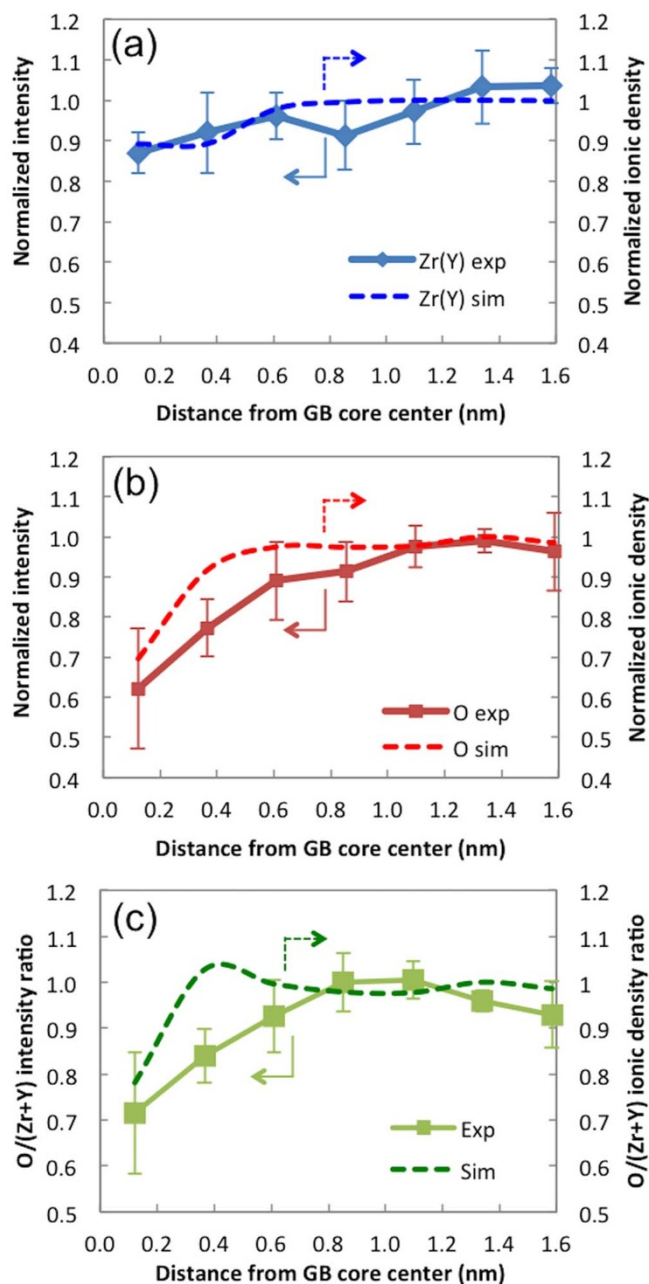 (a)
Normalized intensity
1.2
1.1
1.0
0.9
0.8
0.7
0.6
0.5
0.4
1.2
1.1
1
0.9
0.8
0.7
0.6
0.5
0.4
Normalized ionic density
Zr(Y) exp
Zr(Y) sim
0.0 0.2 0.4 0.6 0.8 1.0 1.2 1.4 1.6
Distance from GB core center (nm)
(b)
Normalized intensity
1.2
1.1
1.0
0.9
0.8
0.7
0.6
0.5
0.4
1.2
1.1
1
0.9
0.8
0.7
0.6
0.5
0.4
Normalized ionic density
O exp
O sim
0.0 0.2 0.4 0.6 0.8 1.0 1.2 1.4 1.6
Distance from GB core center (nm)
(c)
O/(Zr+Y) intensity ratio
1.2
1.1
1.0
0.9
0.8
0.7
0.6
0.5
1.2
1.1
1
0.9
0.8
0.7
0.6
0.5
O/(Zr+Y) ionic density ratio
Exp
Sim
0.0 0.2 0.4 0.6 0.8 1.0 1.2 1.4 1.6
Distance from GB core center (nm)